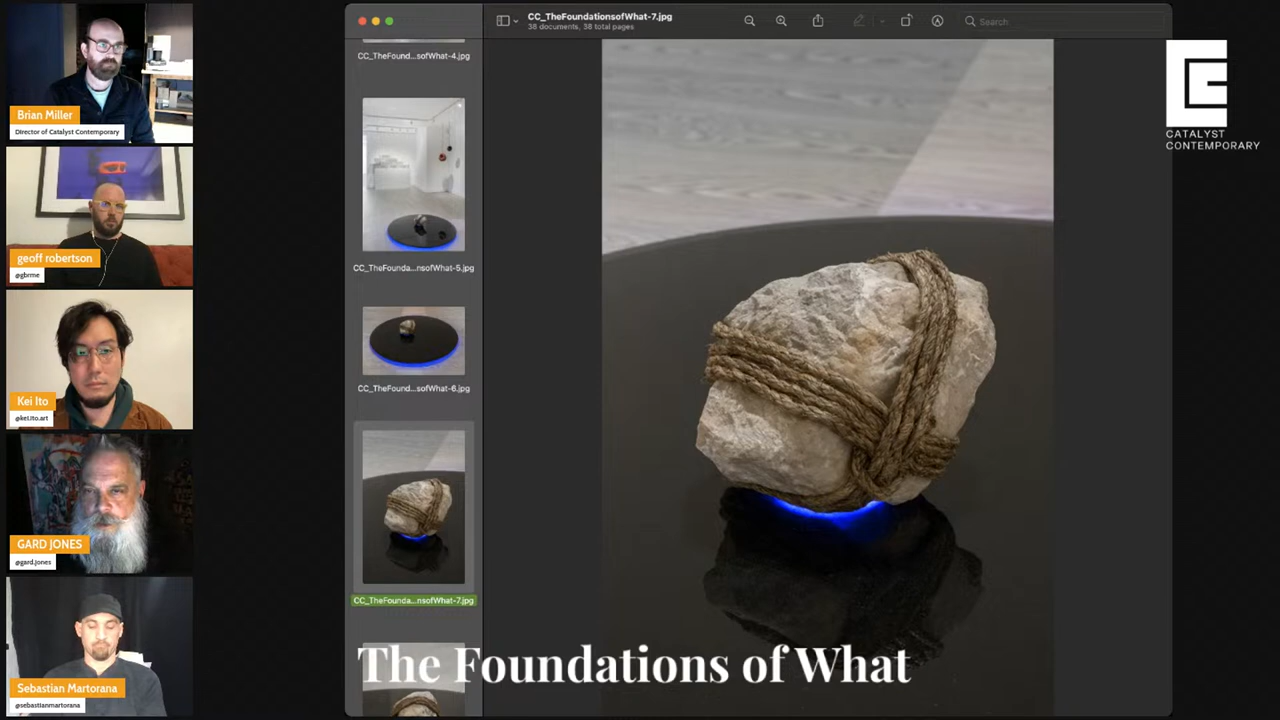 Brian Miller
Director of Catalyst Contemporary
geoff robertson
@gbrme
Kei Ito
@kei.ito.art
GARD JONES
@gard.jones
Sebastian Martorana
@sebastianmartorana
CC_TheFoundationsofWhat-7.jpg
38 documents, 38 total pages
Search
CC_TheFound...sofWhat-4.jpg
CC_TheFounda...nsofWhat-5.jpg
CC_TheFound...sofWhat-6.jpg
CC_TheFounda...nsofWhat-7.jpg
The Foundations of What
CATALYST
CONTEMPORARY